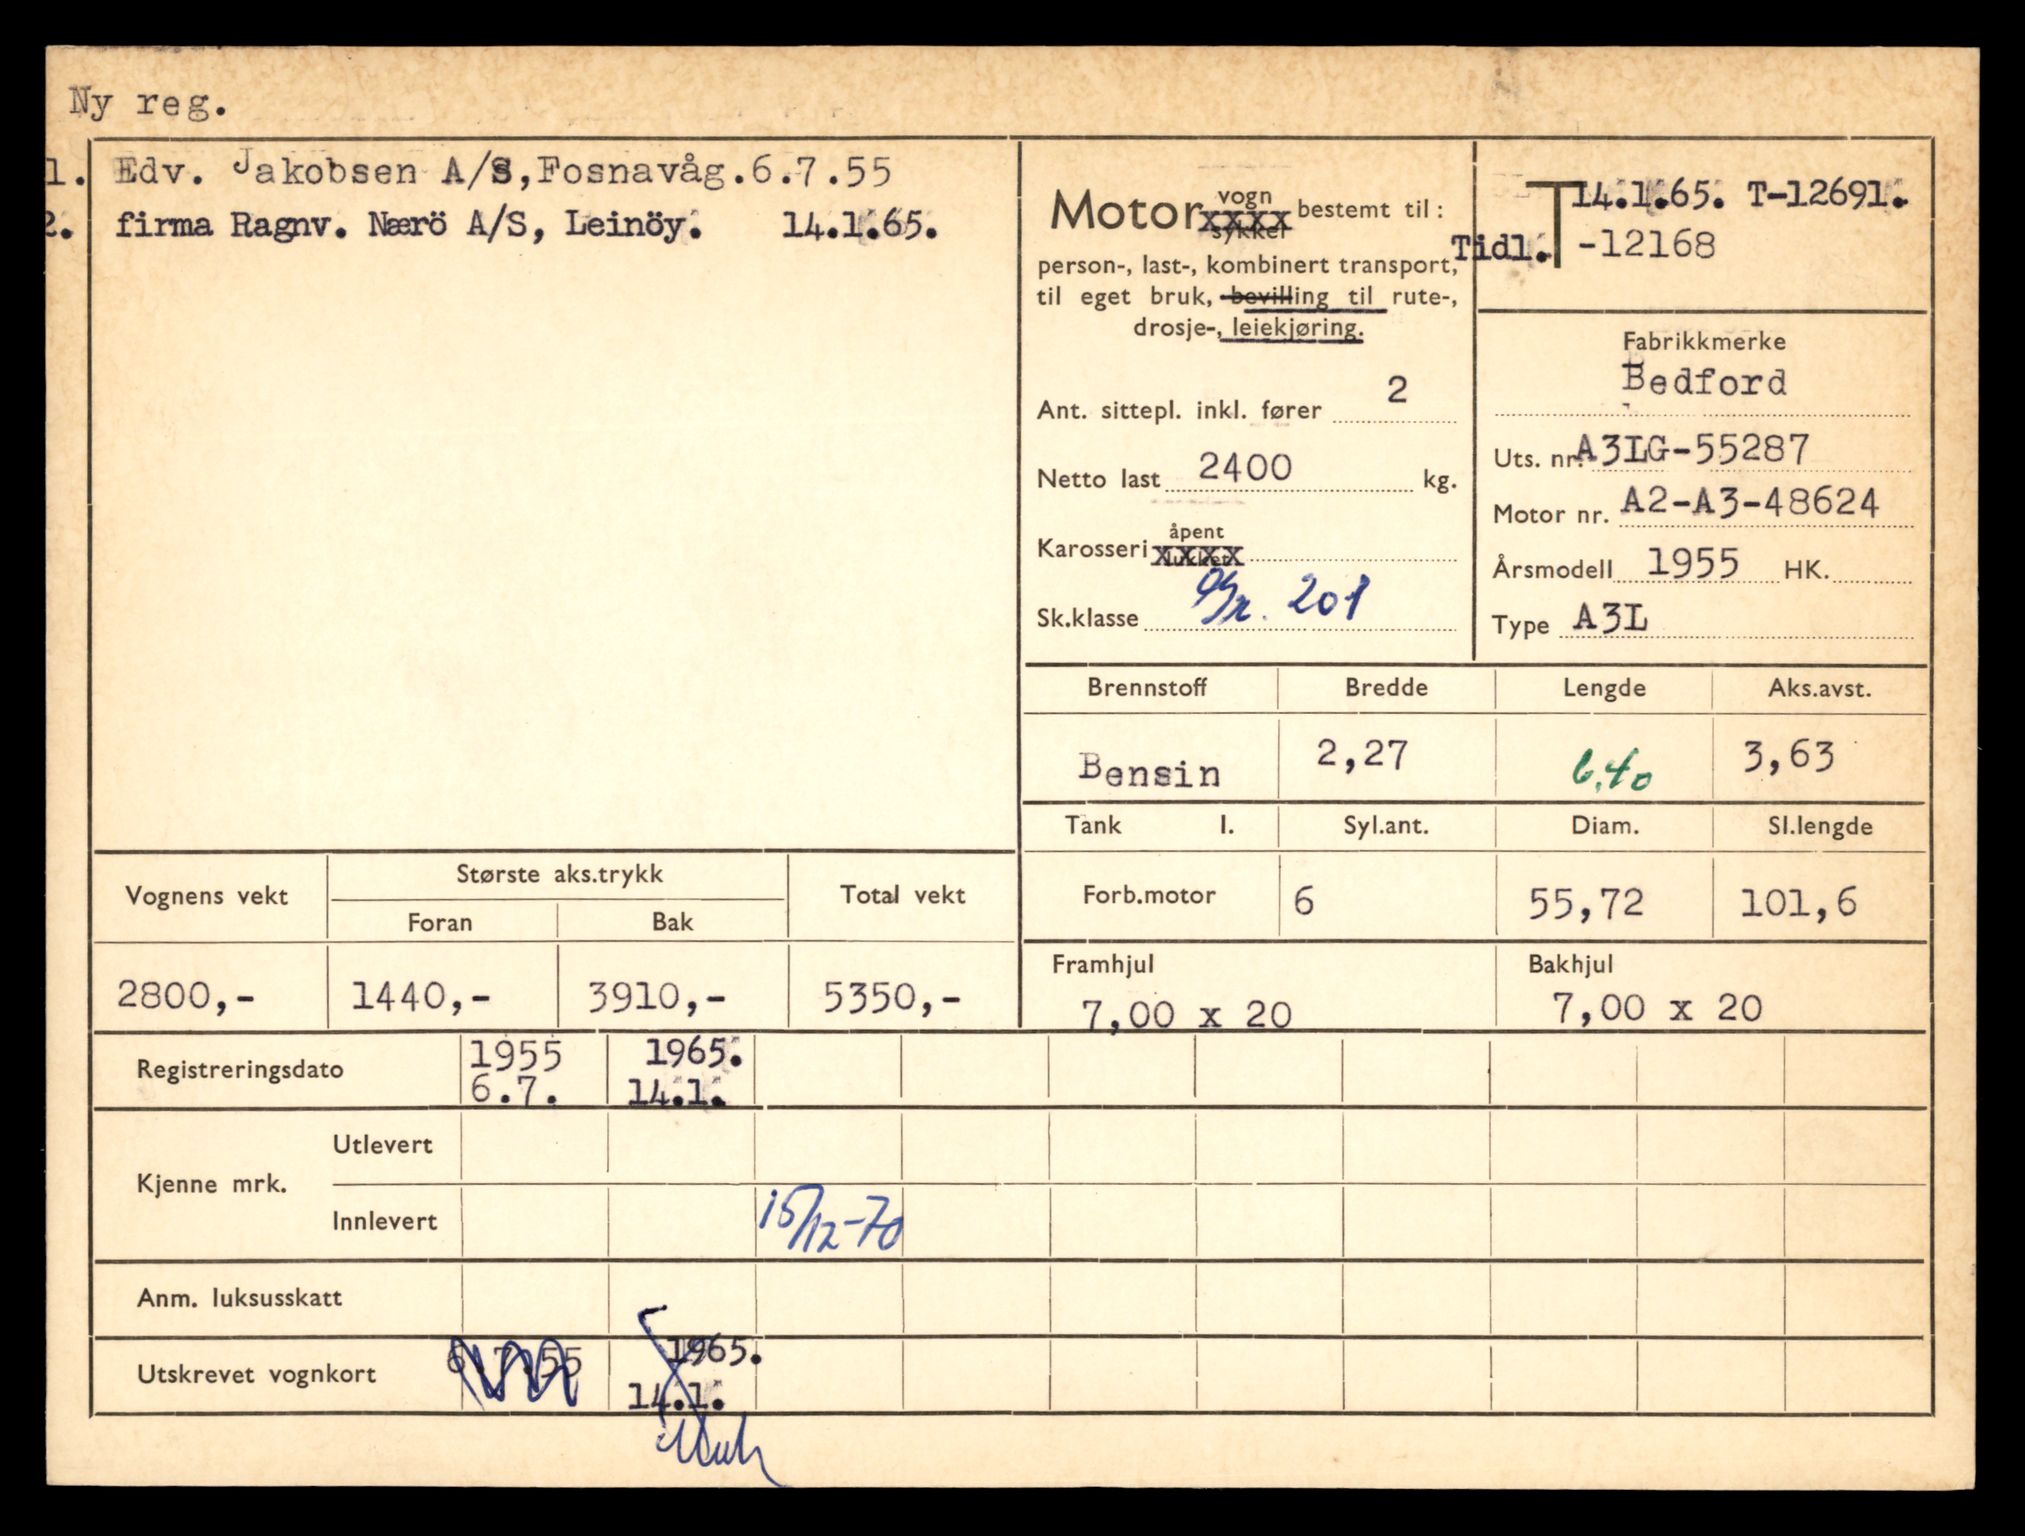 Ny reg.
1. Edv. Jakobsen A/S,Fosnavåg.6.7.55
2. firma Ragnv. Nærö A/S, Leinöy. 14.1.65.
Motor vogn sykkel bestemt til:
person-, last-, kombinert transport,
til eget bruk, bevilling til rute-,
drosje-, leiekjøring.
Ant. sittepl. inkl. fører 2
Netto last 2400 kg.
Karosseri åpent lukket
Sk.klasse 201
T 14.1.65. T-12691.
Tidl. -12168
Fabrikkmerke
Bedford
Uts. nr. A3LG-55287
Motor nr. A2-A3-48624
Årsmodell 1955 HK.
Type A3L
Brennstoff Bredde Lengde Aks.avst.
Bensin 2,27 6,40 3,63
Tank l. Syl.ant. Diam. Sl.lengde
Forb.motor 6 55,72 101,6
Framhjul Bakhjul
7,00 x 20 7,00 x 20
Vognens vekt Største aks.trykk Total vekt
Foran Bak
2800,- 1440,- 3910,- 5350,-
Registreringsdato 1955 1965.
6.7. 14.1.
Kjenne mrk. Utlevert
Innlevert 15/12-70
Anm. luksusskatt
Utskrevet vognkort 6.7.55 1965.
14.1.